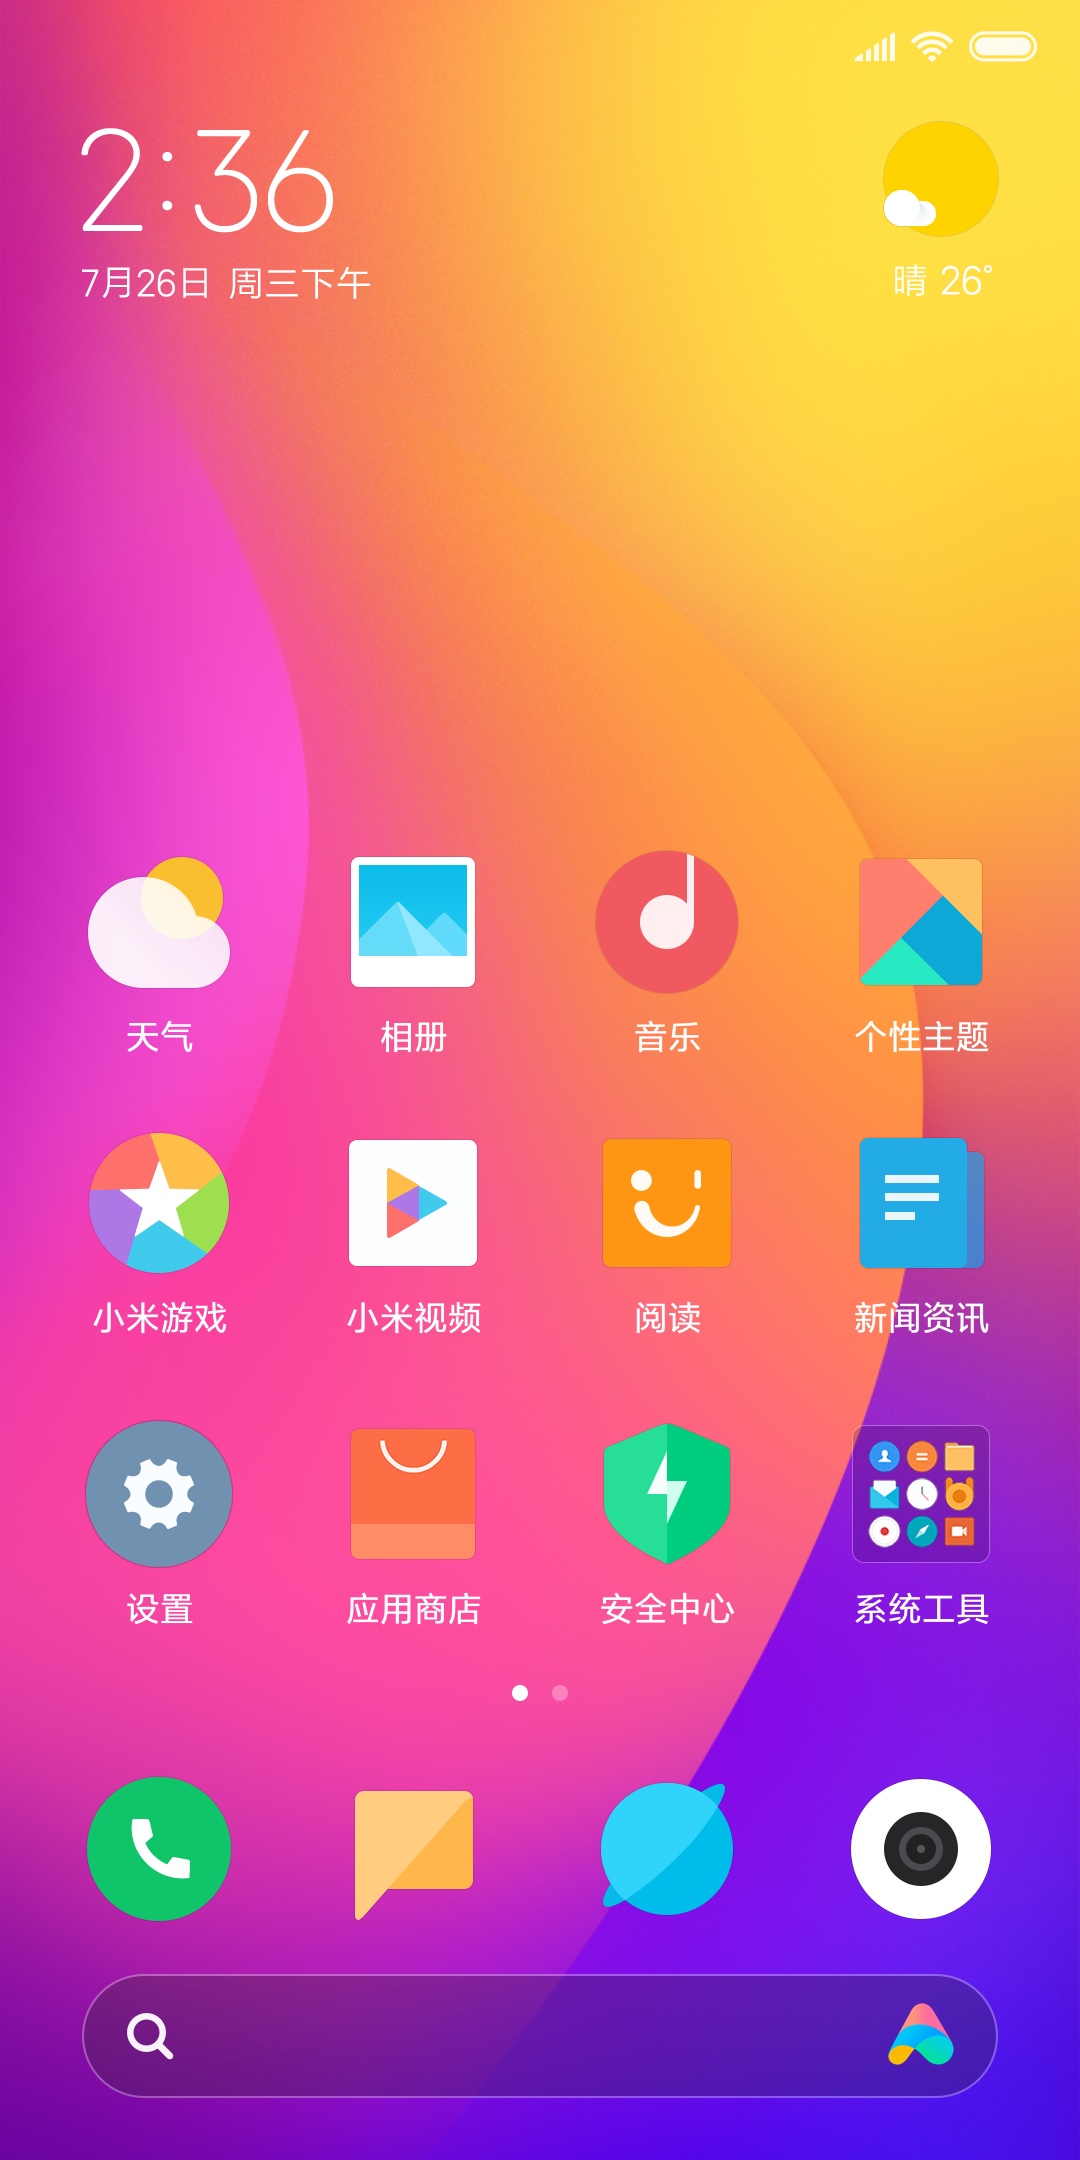 2:36
7月26日 周三下午
晴 26°
天气
相册
音乐
个性主题
小米游戏
小米视频
阅读
新闻资讯
设置
应用商店
安全中心
系统工具